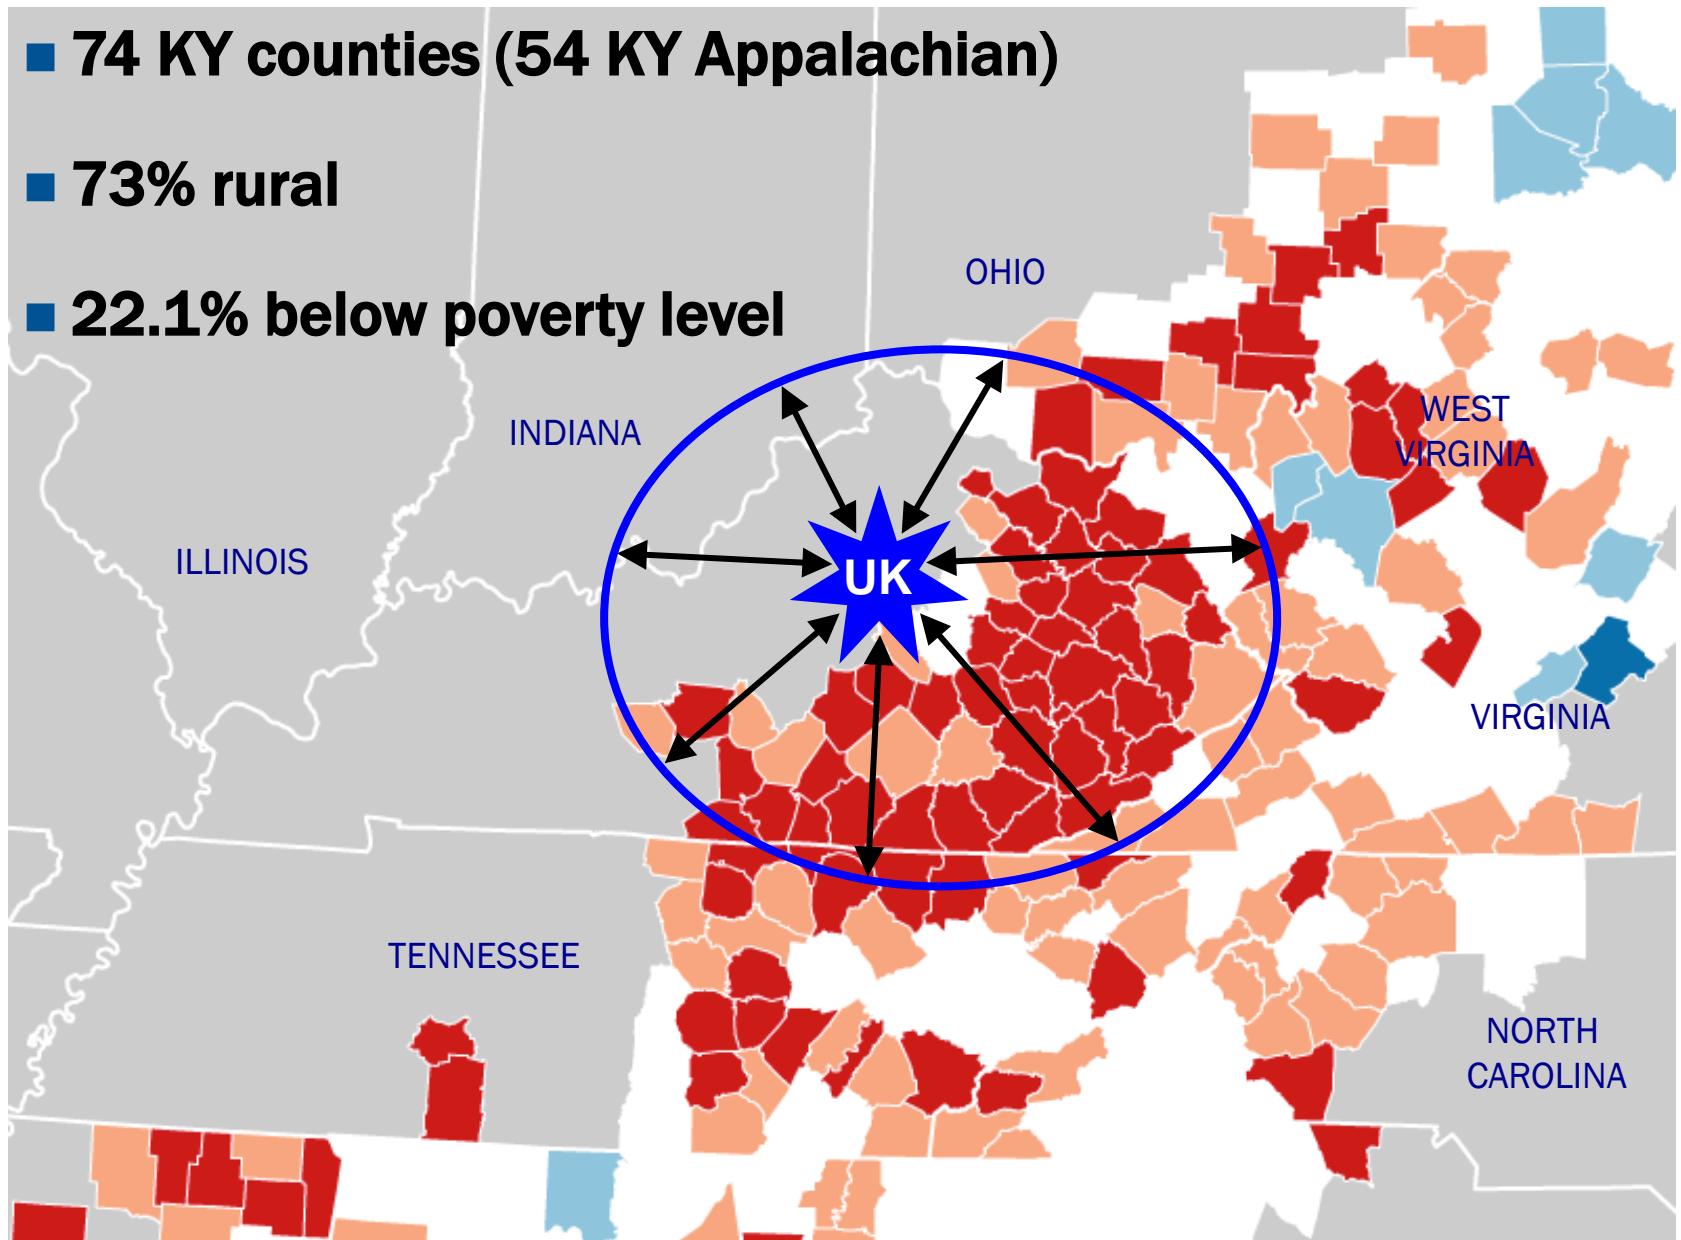 74 KY counties (54 KY Appalachian)
73% rural
22.1% below poverty level
OHIO
INDIANA
WEST
VIRGINIA
ILLINOIS
UK
VIRGINIA
TENNESSEE
NORTH
CAROLINA